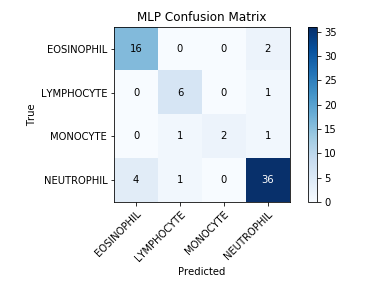 MLP Confusion Matrix
EOSINOPHIL 16 0 0 2
LYMPHOCYTE 0 6 0 1
MONOCYTE 0 1 2 1
NEUTROPHIL 4 1 0 36
EOSINOPHIL LYMPHOCYTE MONOCYTE NEUTROPHIL
True
Predicted
35
30
25
20
15
10
5
0